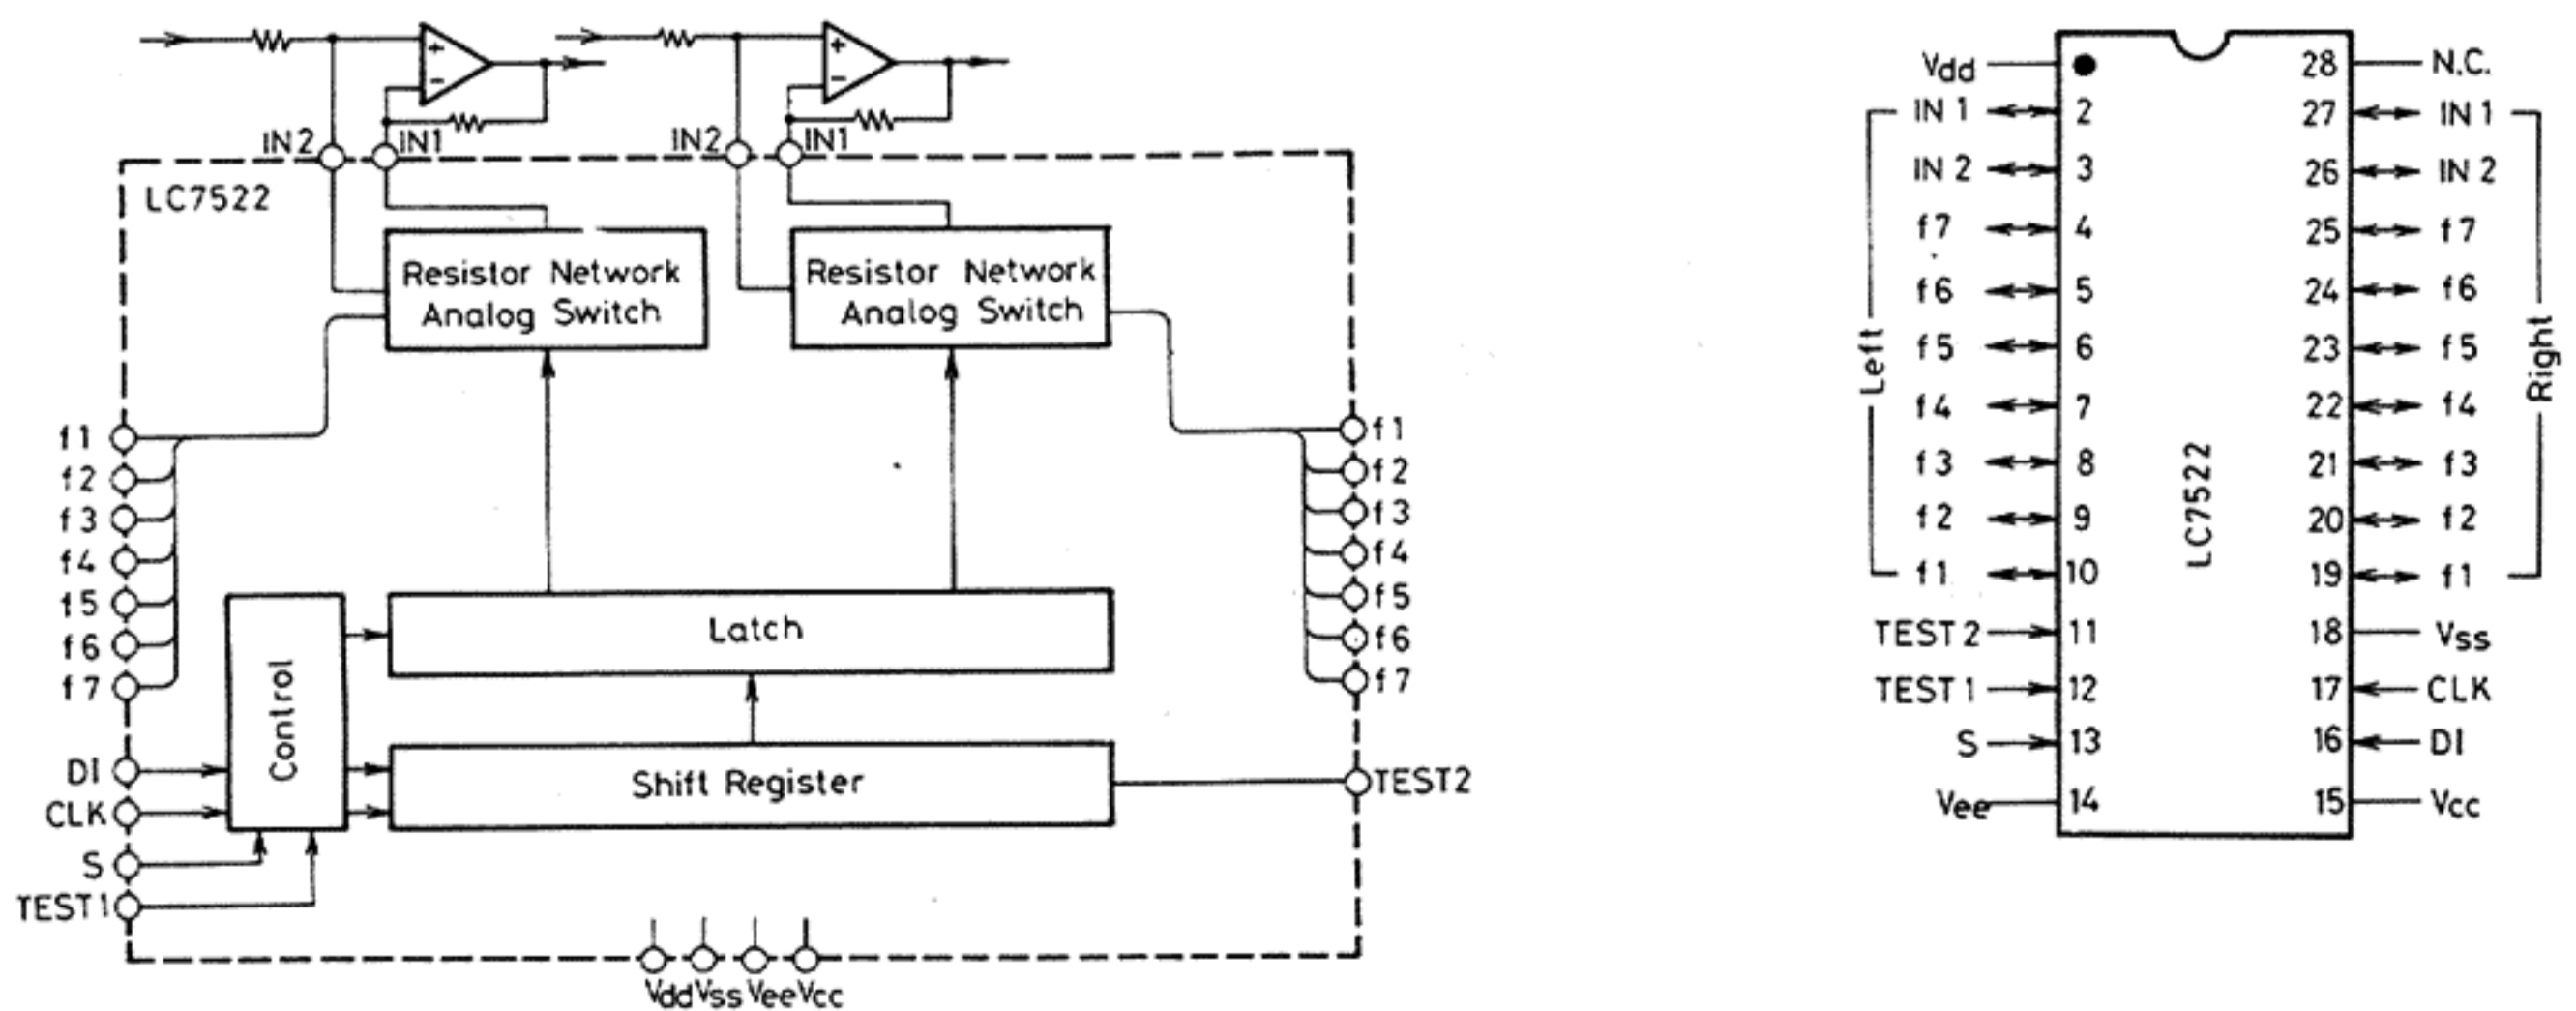 +
-
+
-
IN2
IN1
IN2
IN1
LC7522
Resistor Network
Analog Switch
Resistor Network
Analog Switch
f1
f2
f3
f4
f5
f6
f7
f1
f2
f3
f4
f5
f6
f7
Control
Latch
Shift Register
DI
CLK
S
TEST1
TEST2
Vdd Vss Vee Vcc
Vdd
IN 1
IN 2
f7
f6
f5
f4
f3
f2
f1
TEST 2
TEST 1
S
Vee
Left
2
3
4
5
6
7
8
9
10
11
12
13
14
LC7522
28
27
26
25
24
23
22
21
20
19
18
17
16
15
N.C.
IN 1
IN 2
f7
f6
f5
f4
f3
f2
f1
Vss
CLK
DI
Vcc
Right